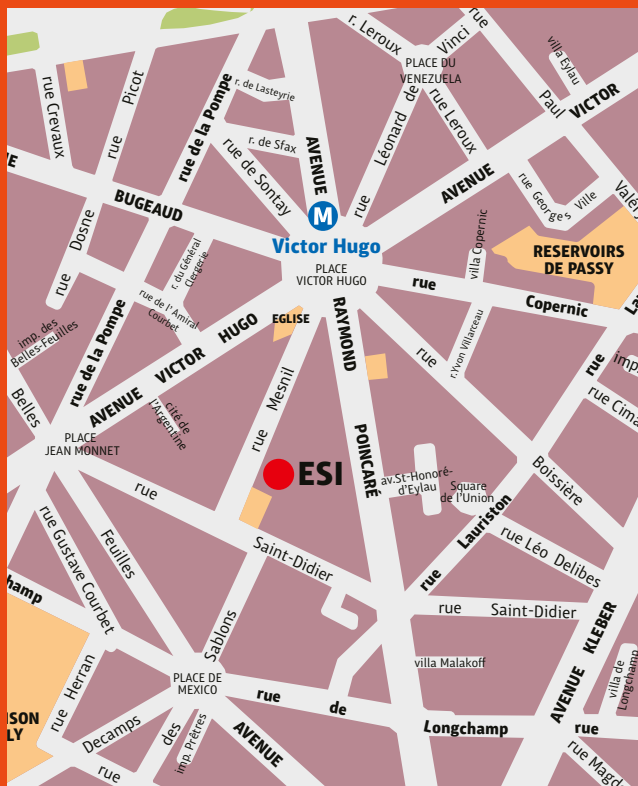 r. Leroux
rue
Vinci
PLACE DU
VENEZUELA
villa Eylau
rue Crevaux
Picot
rue
rue de la Pompe
r. de Lasteyrie
r. de Sfax
rue de Sontay
AVENUE
Léonard de
rue
rue Leroux
Paul
VICTOR
AVENUE
rue Georges Ville
Valéry
BUGEAUD
M
Victor Hugo
PLACE
VICTOR HUGO
villa Copernic
RESERVOIRS
DE PASSY
rue
Copernic
Dosne
rue
r. du Général
Clergerie
rue de l'Amiral
Courbet
imp. des
Belles-Feuilles
rue de la Pompe
EGLISE
RAYMOND
POINCARÉ
AVENUE VICTOR HUGO
r.Yvon Villarceau
rue
Boissière
rue
Lauriston
rue
imp.
rue Cima
Belles
Feuilles
PLACE
JEAN MONNET
cité de
l'Argentine
rue Mesnil
ESI
av.St-Honoré-
d'Eylau
Square
de l'Union
rue Léo Delibes
rue
Saint-Didier
rue Saint-Didier
rue Gustave Courbet
champ
Sablons
des
villa Malakoff
AVENUE KLEBER
villa de
Longchamp
PLACE DE
MEXICO
rue de
Longchamp
rue
rue Herran
ISON
LY
Decamps
rue
imp. Prêtres
AVENUE
rue Magd